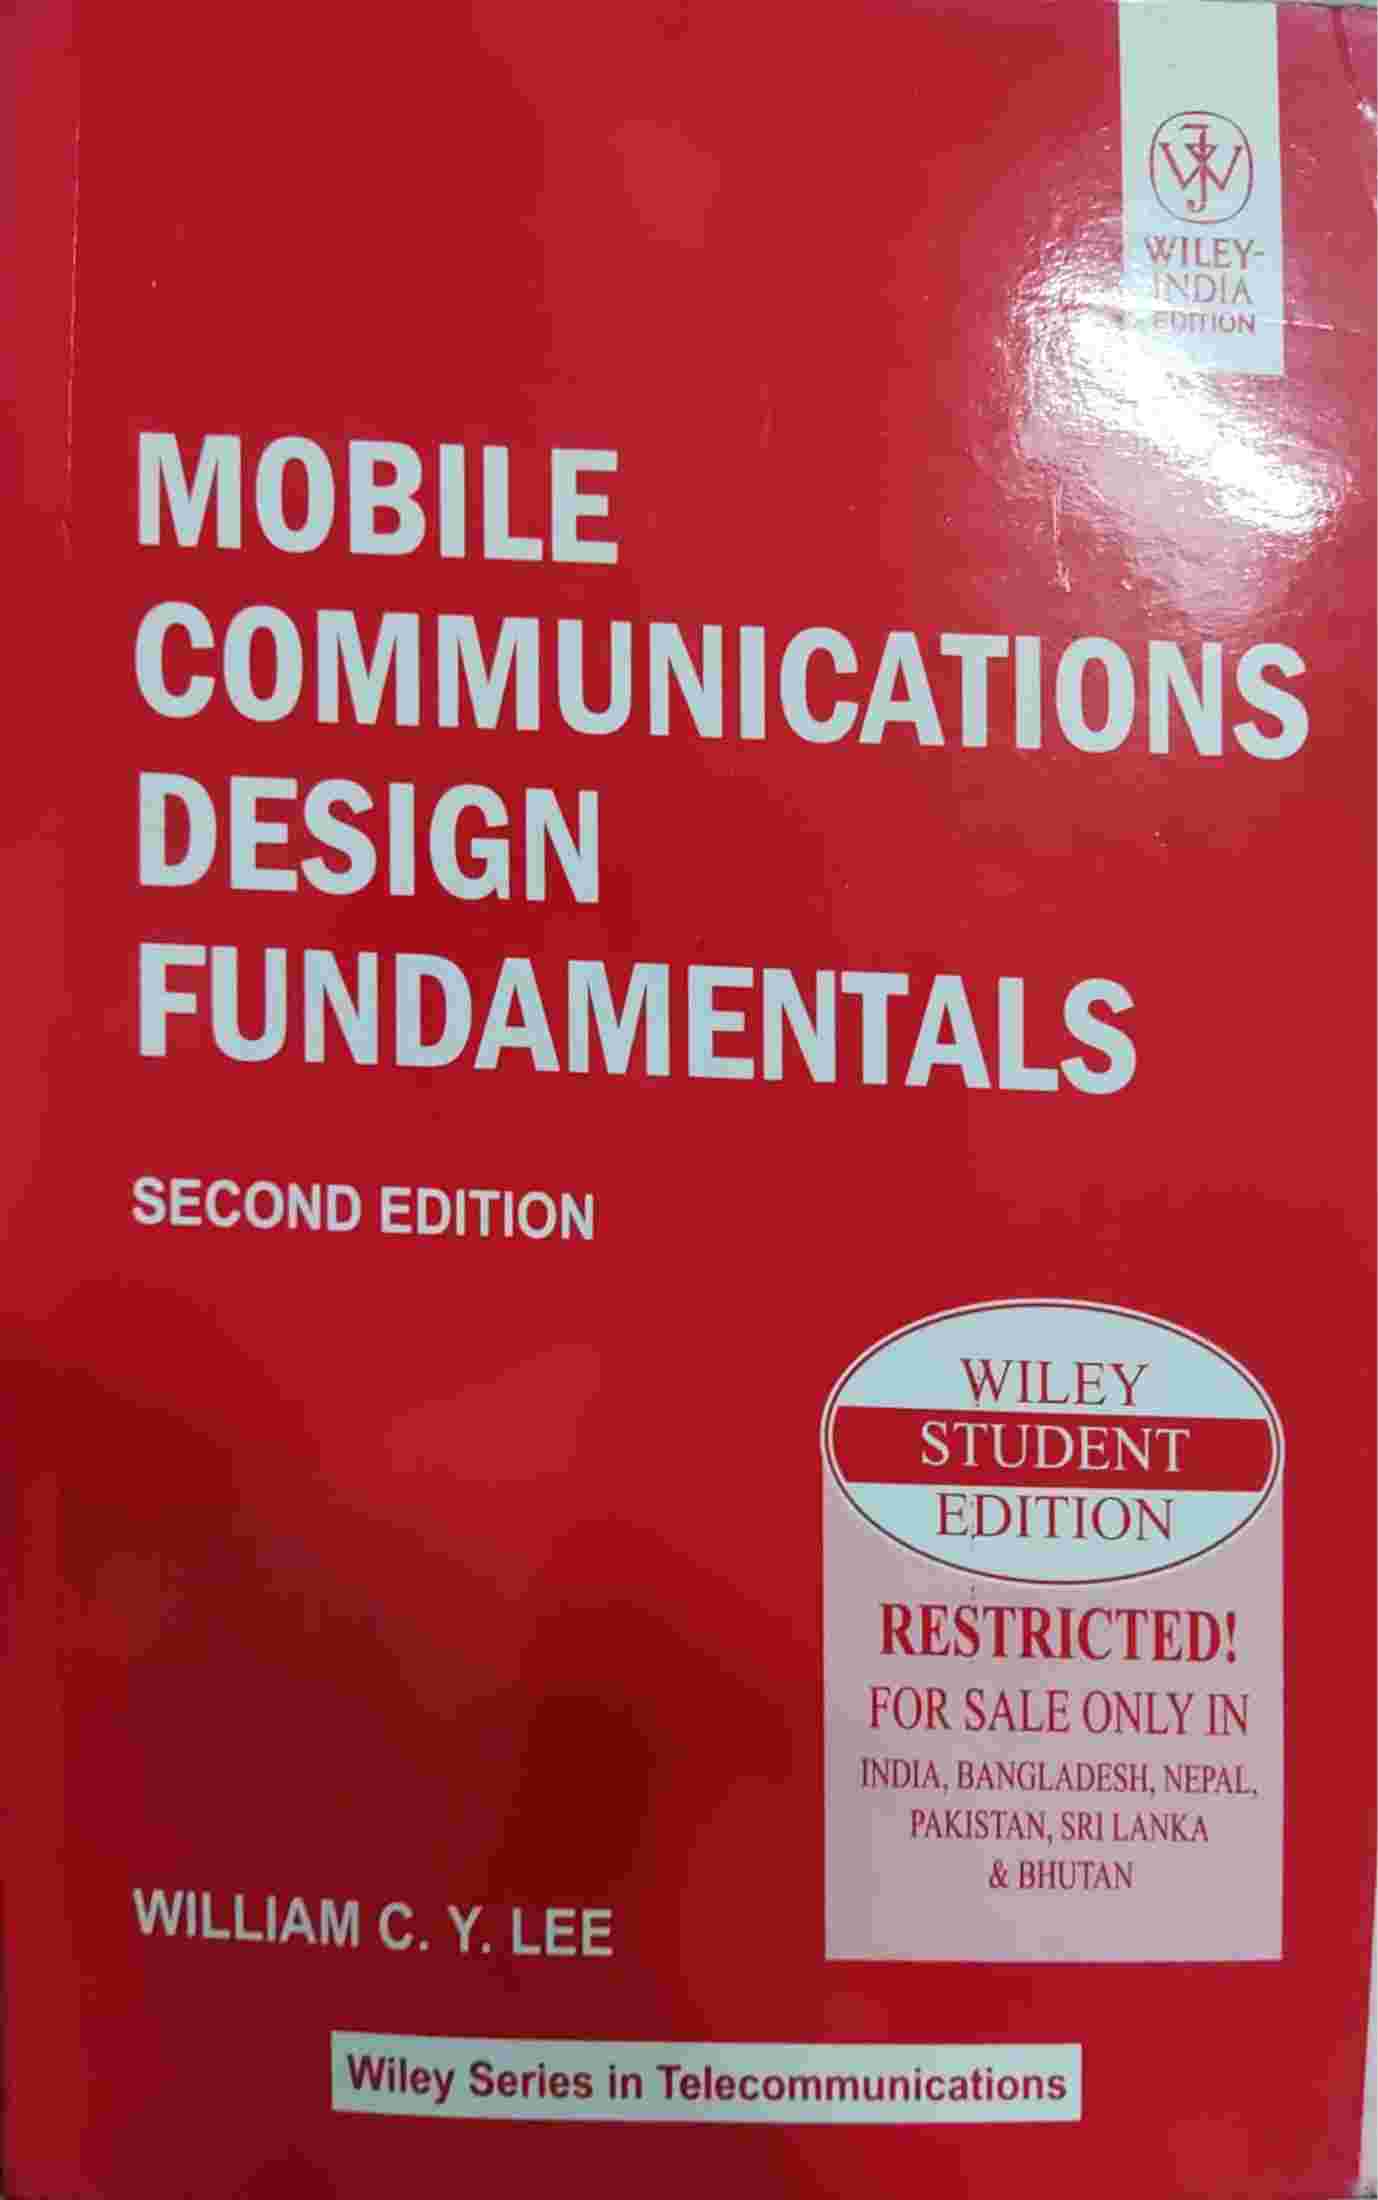 WILEY-
INDIA
EDITION
MOBILE
COMMUNICATIONS
DESIGN
FUNDAMENTALS
SECOND EDITION
WILEY
STUDENT
EDITION
RESTRICTED!
FOR SALE ONLY IN
INDIA, BANGLADESH, NEPAL,
PAKISTAN, SRI LANKA
& BHUTAN
WILLIAM C. Y. LEE
Wiley Series in Telecommunications